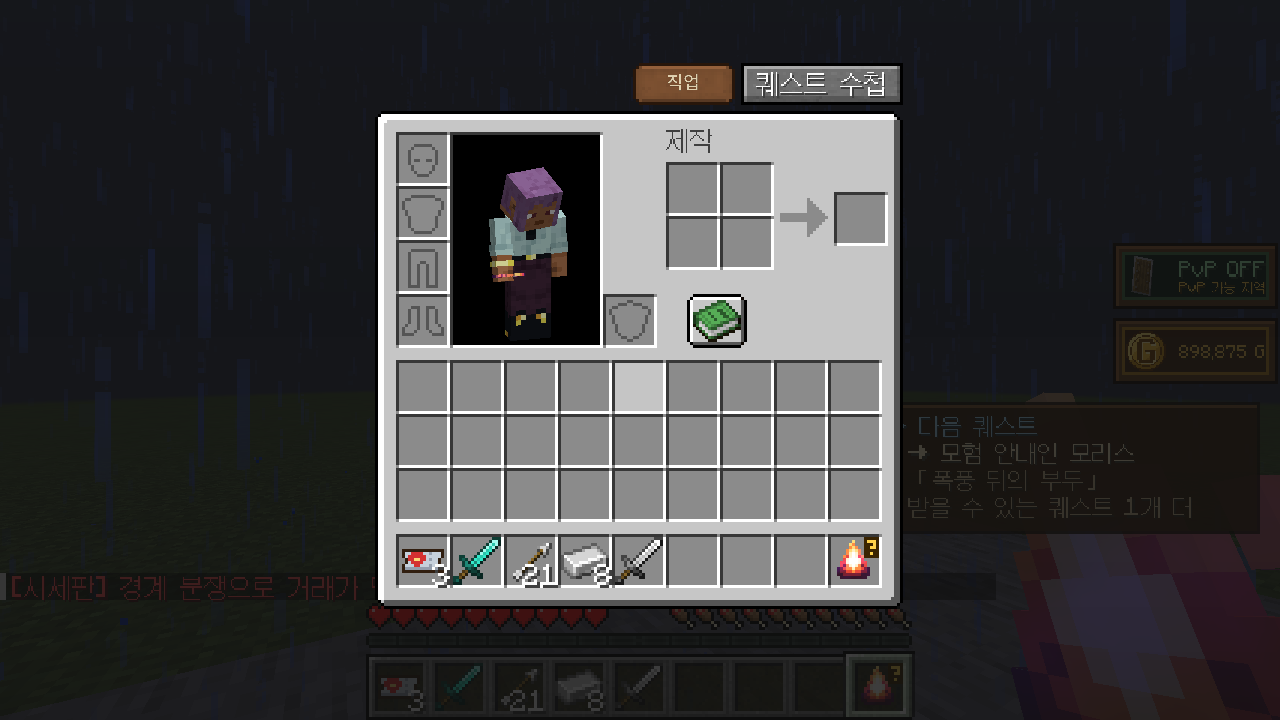 직업
퀘스트 수첩
제작
PvP OFF
PvP 가능 지역
898,875 G
다음 퀘스트
→ 모험 안내인 모리스
「폭풍 뒤의 부두」
받을 수 있는 퀘스트 1개 더
3
21
8
?
[시세판] 경계 분쟁으로 거래가
3
21
8
?